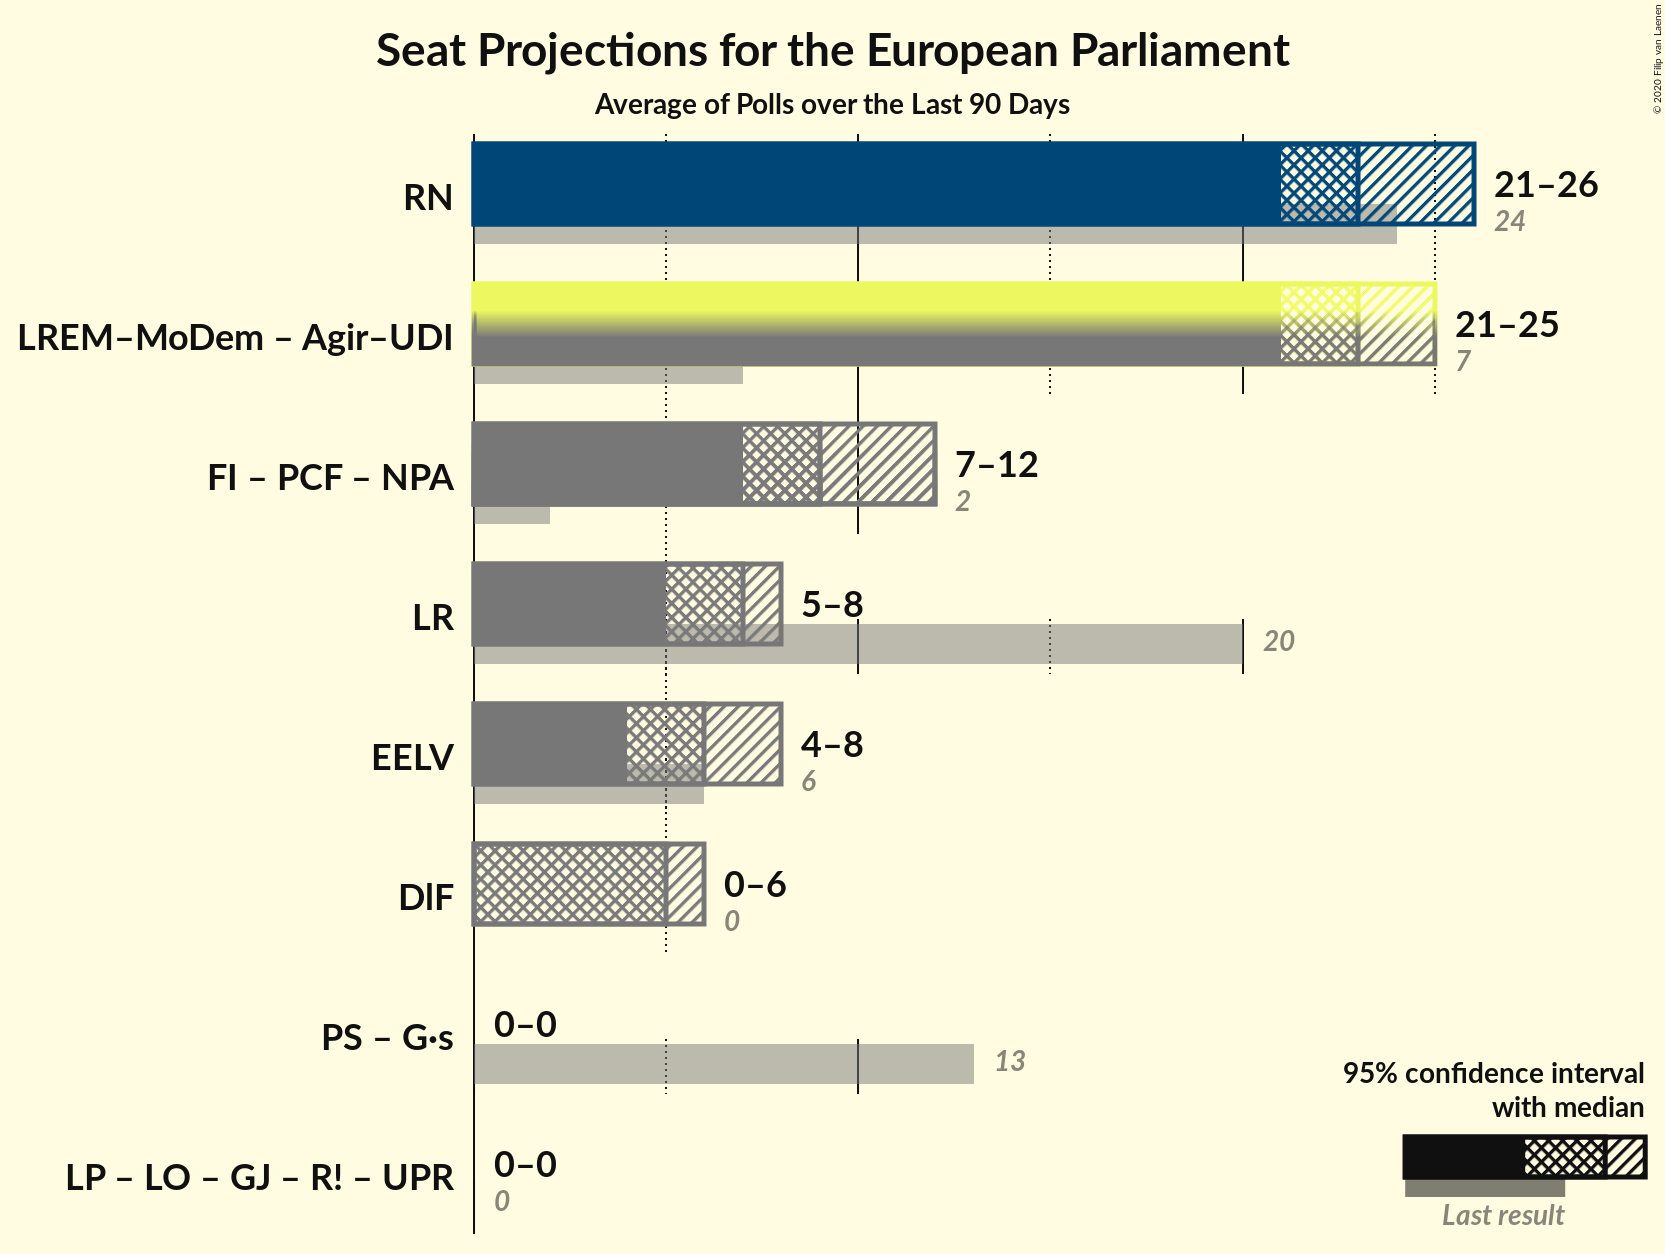 Seat Projections for the European Parliament
Average of Polls over the Last 90 Days
© 2020 Filip van Laenen
RN
21–26
24
LREM–MoDem – Agir–UDI
21–25
7
FI – PCF – NPA
7–12
2
LR
5–8
20
EELV
4–8
6
DlF
0–6
0
PS – G·s
0–0
13
LP – LO – GJ – R! – UPR
0–0
0
95% confidence interval
with median
Last result